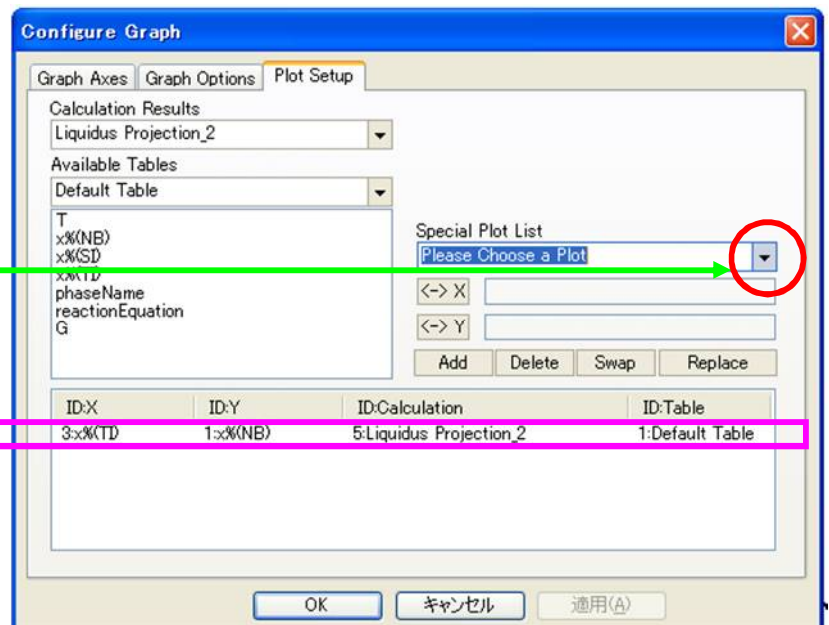 Configure Graph
Graph Axes Graph Options Plot Setup
Calculation Results
Liquidus Projection_2
Available Tables
Default Table
T
x%(NB)
x%(SI)
x%(TI)
phaseName
reactionEquation
G
Special Plot List
Please Choose a Plot
<-> X
<-> Y
Add Delete Swap Replace
ID:X ID:Y ID:Calculation ID:Table
3:x%(TI) 1:x%(NB) 5:Liquidus Projection_2 1:Default Table
OK キャンセル 適用(A)